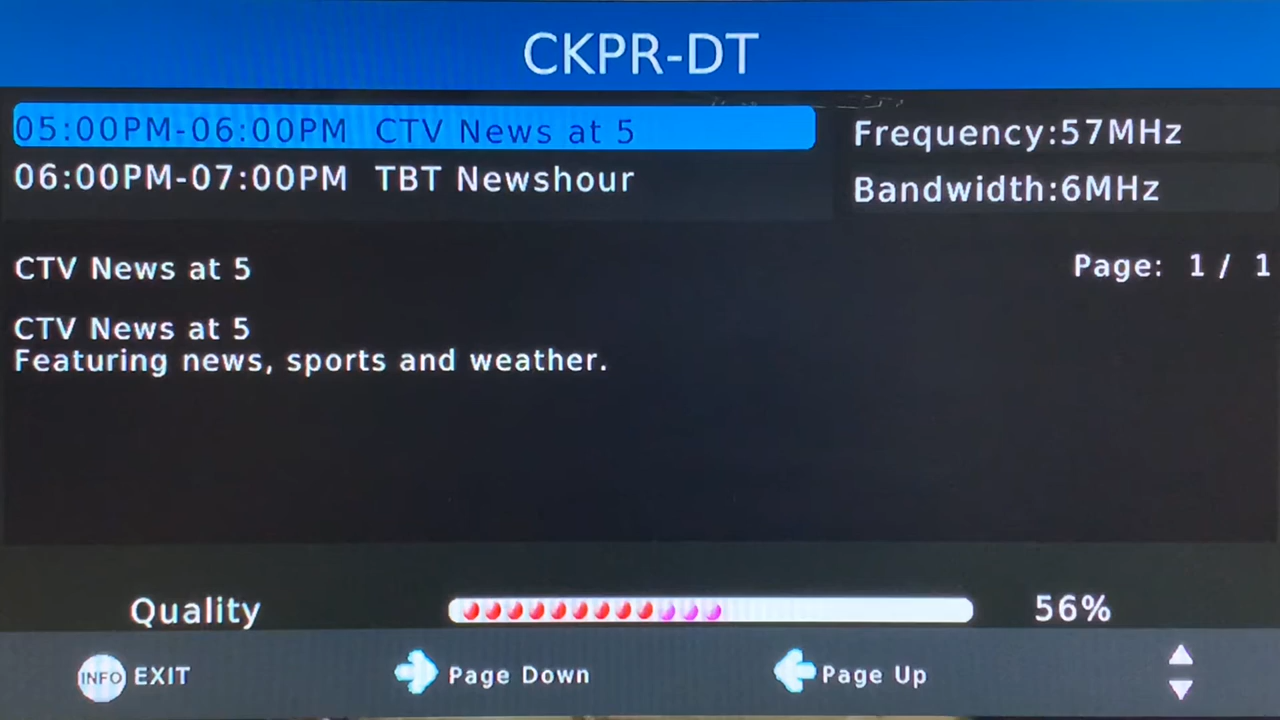 CKPR-DT
05:00PM-06:00PM CTV News at 5
06:00PM-07:00PM TBT Newshour
Frequency:57MHz
Bandwidth:6MHz
CTV News at 5
Page: 1 / 1
CTV News at 5
Featuring news, sports and weather.
Quality
56%
INFO EXIT
Page Down
Page Up